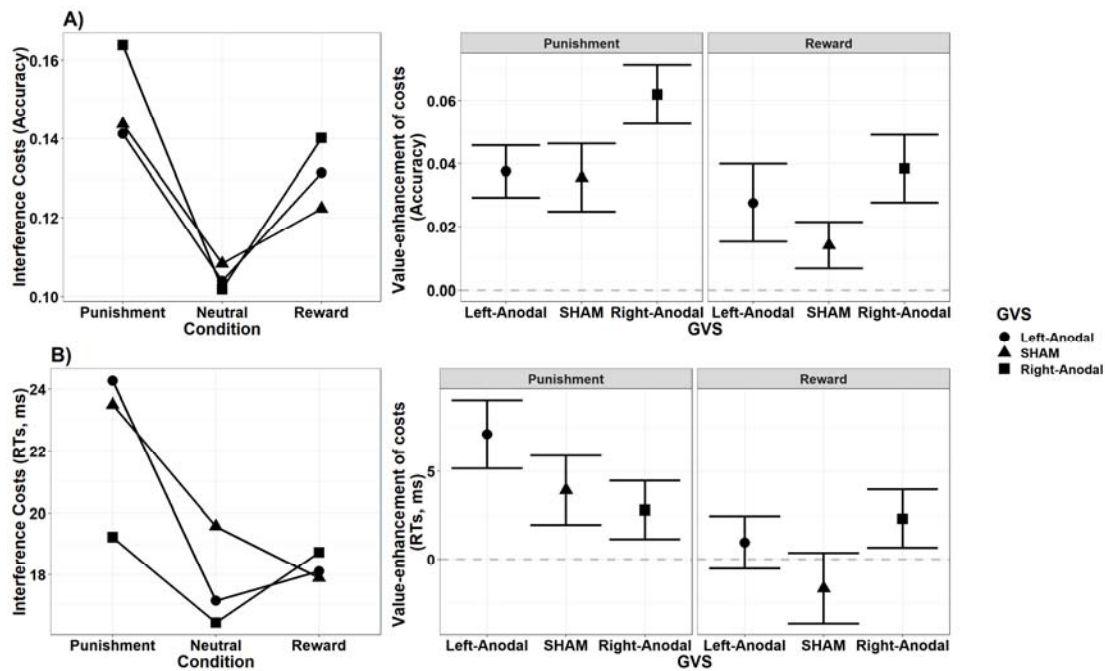 A)
Interference Costs (Accuracy)
0.16
0.14
0.12
0.10
Punishment
Neutral
Reward
Condition
Value-enhancement of costs
(Accuracy)
Punishment
Reward
0.06
0.04
0.02
0.00
Left-Anodal
SHAM
Right-Anodal
Left-Anodal
SHAM
Right-Anodal
GVS
GVS
Left-Anodal
SHAM
Right-Anodal
B)
Interference Costs (RTs, ms)
24
22
20
18
Punishment
Neutral
Reward
Condition
Value-enhancement of costs
(RTs, ms)
Punishment
Reward
5
0
Left-Anodal
SHAM
Right-Anodal
Left-Anodal
SHAM
Right-Anodal
GVS